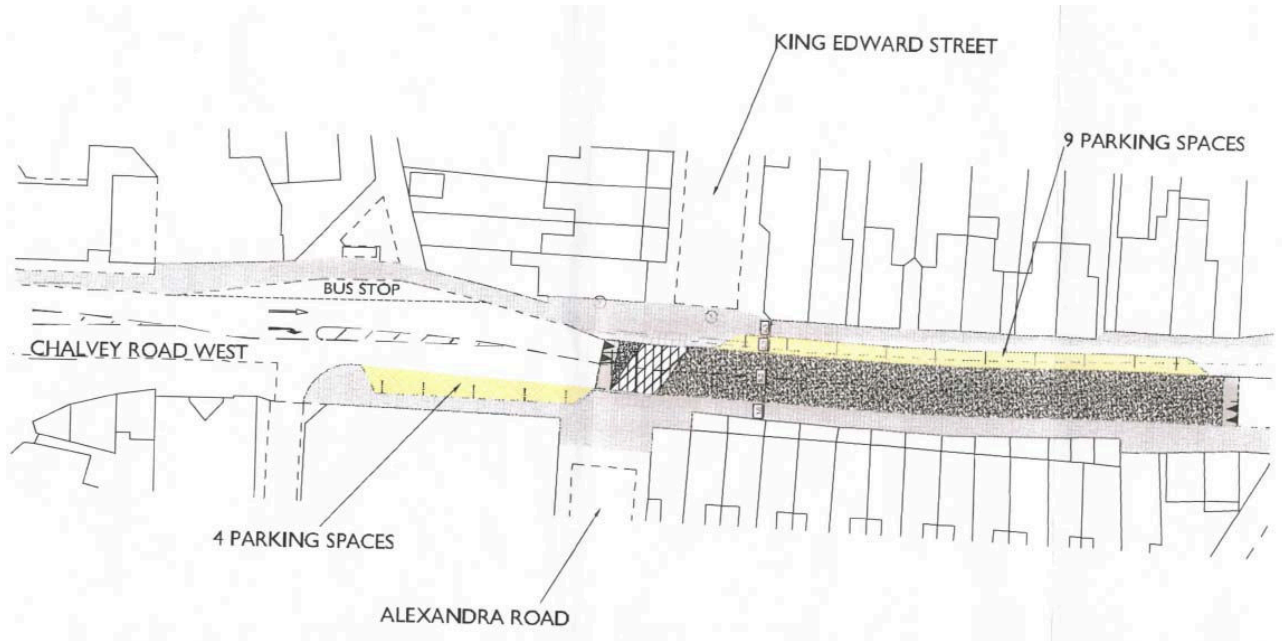 KING EDWARD STREET
9 PARKING SPACES
BUS STOP
CHALVEY ROAD WEST
4 PARKING SPACES
ALEXANDRA ROAD